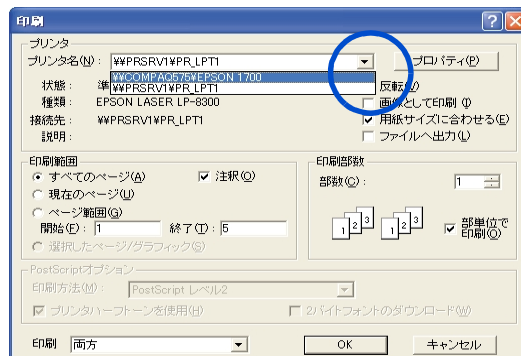 印刷
プリンタ
プリンタ名(N): ¥¥PRSRV1¥PR_LPT1 プロパティ(P)
¥¥COMPAQ575¥EPSON 1700
状態: 準 ¥¥PRSRV1¥PR_LPT1 反転(V)
種類: EPSON LASER LP-8300 画像として印刷(I)
接続先: ¥¥PRSRV1¥PR_LPT1 用紙サイズに合わせる(E)
説明: ファイルへ出力(L)
印刷範囲 印刷部数
すべてのページ(A) 注釈(O) 部数(C): 1
現在のページ(U)
ページ範囲(G)
開始(F): 1 終了(T): 5 1 2 3 1 2 3 部単位で印刷(O)
選択したページ/グラフィック(S)
PostScriptオプション
印刷方法(M): PostScript レベル2
プリンタハーフトーンを使用(H) 2バイトフォントのダウンロード(W)
印刷 両方 OK キャンセル